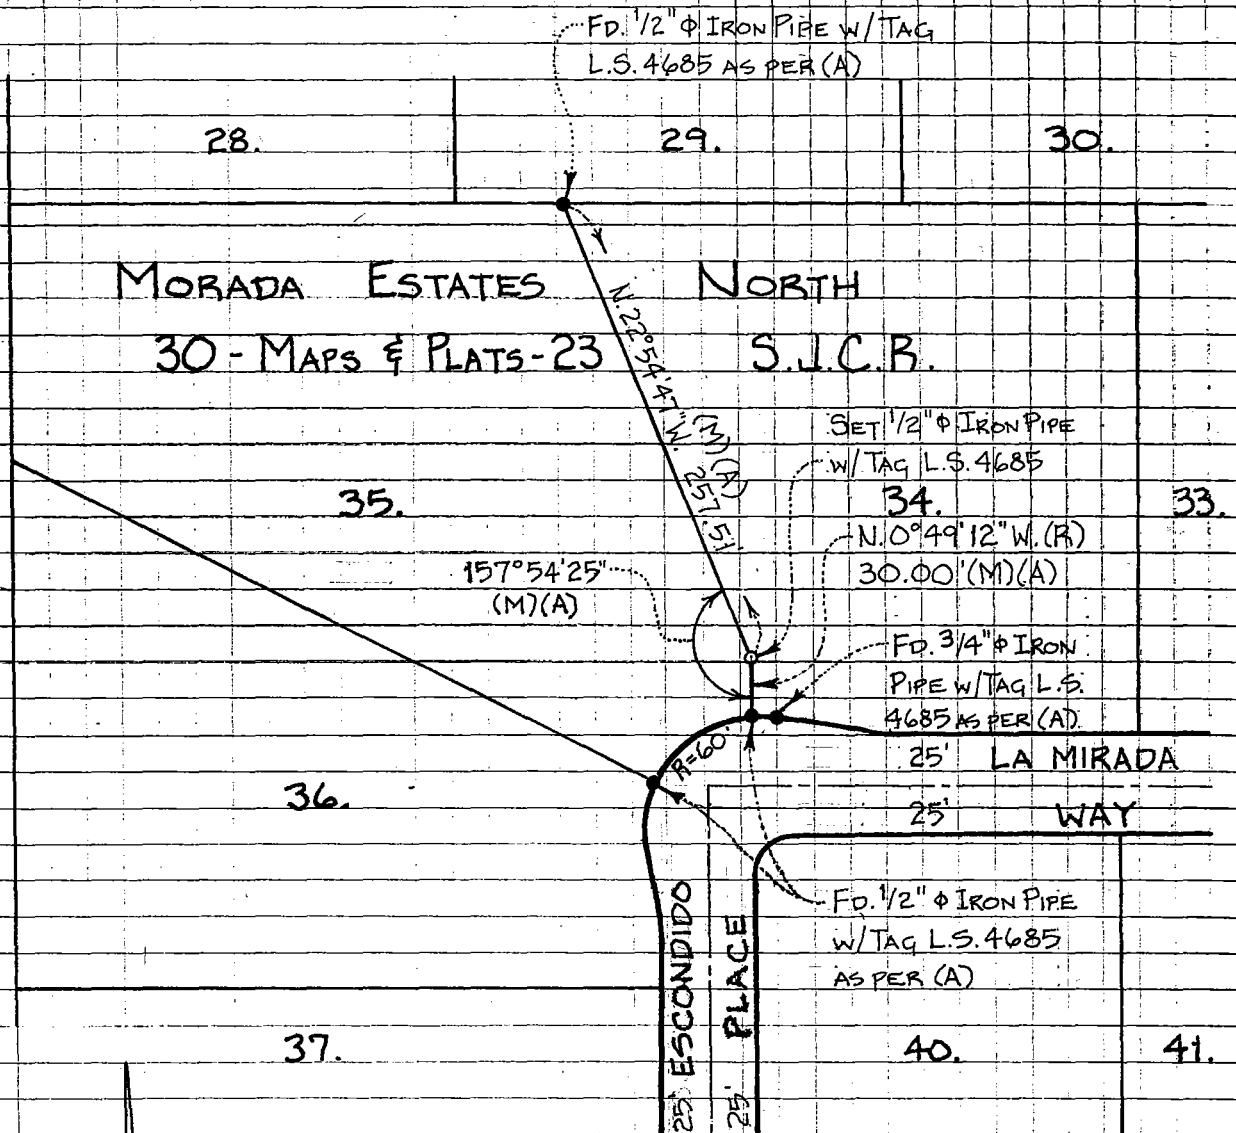 FD. 1/2" Φ IRON PIPE W/ TAG
L.S. 4685 AS PER (A)
28.
29.
30.
MORADA ESTATES NORTH
30 - MAPS & PLATS - 23 S.J.C.R.
N. 22°54'47" W. 257.51'
(M)(A)
SET 1/2" Φ IRON PIPE
W/ TAG L.S. 4685
35.
34.
33.
N. 0°49'12" W. (R)
30.00' (M)(A)
157°54'25"
(M)(A)
FD. 3/4" Φ IRON
PIPE W/ TAG L.S.
4685 AS PER (A)
R=60'
25' LA MIRADA
36.
25' WAY
FD. 1/2" Φ IRON PIPE
W/ TAG L.S. 4685
AS PER (A)
25' ESCONDIDO
25' PLACE
37.
40.
41.